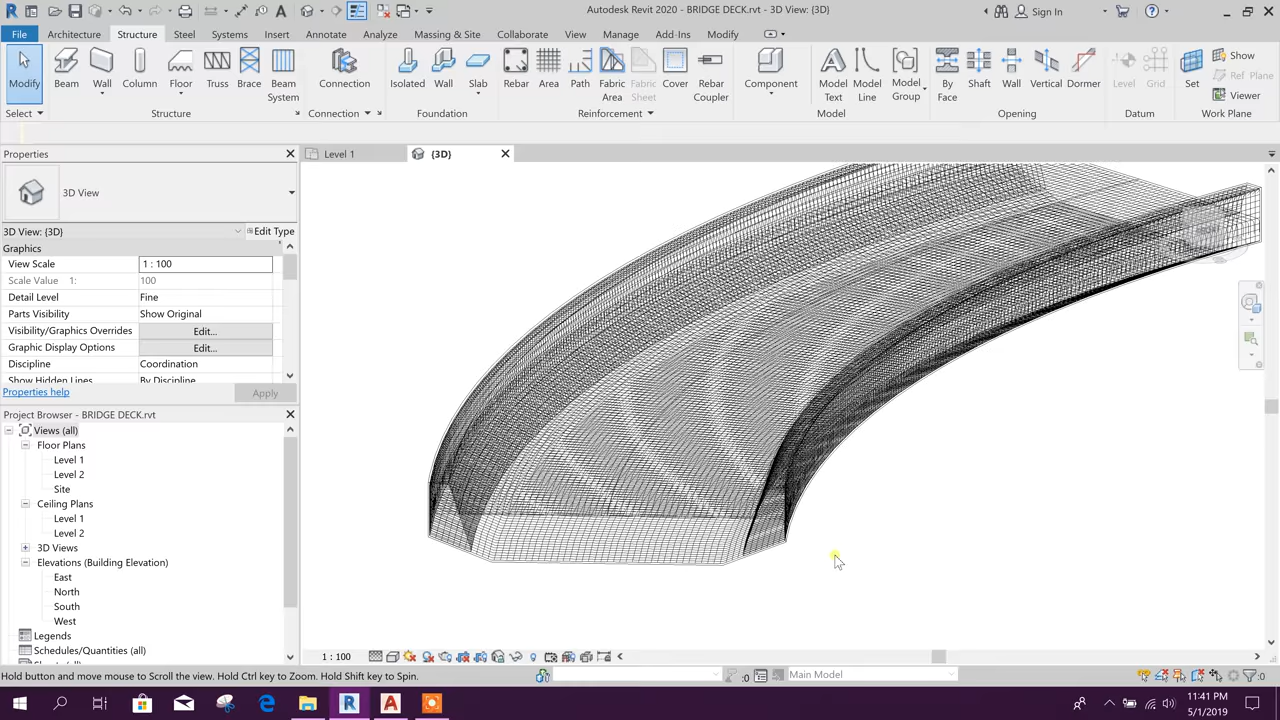 Autodesk Revit 2020 - BRIDGE DECK.rvt - 3D View: {3D}
Sign In
File Architecture Structure Steel Systems Insert Annotate Analyze Massing & Site Collaborate View Manage Add-Ins Modify
Modify Beam Wall Column Floor Truss Brace Beam System Connection Isolated Wall Slab Rebar Area Path Fabric Area Fabric Sheet Cover Rebar Coupler Component Model Text Model Line Model Group By Face Shaft Wall Vertical Dormer Level Grid Set Show Ref Plane Viewer
Select Structure Connection Foundation Reinforcement Model Opening Datum Work Plane
Properties
Level 1
{3D}
3D View
3D View: {3D}
Edit Type
Graphics
View Scale 1 : 100
Scale Value 1: 100
Detail Level Fine
Parts Visibility Show Original
Visibility/Graphics Overrides Edit...
Graphic Display Options Edit...
Discipline Coordination
Show Hidden Lines By Discipline
Properties help
Apply
Project Browser - BRIDGE DECK.rvt
Views (all)
Floor Plans
Level 1
Level 2
Site
Ceiling Plans
Level 1
Level 2
3D Views
Elevations (Building Elevation)
East
North
South
West
Legends
Schedules/Quantities (all)
1 : 100
Hold button and move mouse to Scroll the view. Hold Ctrl key to Zoom. Hold Shift key to Spin.
:0
Main Model
:0
11:41 PM
5/1/2019